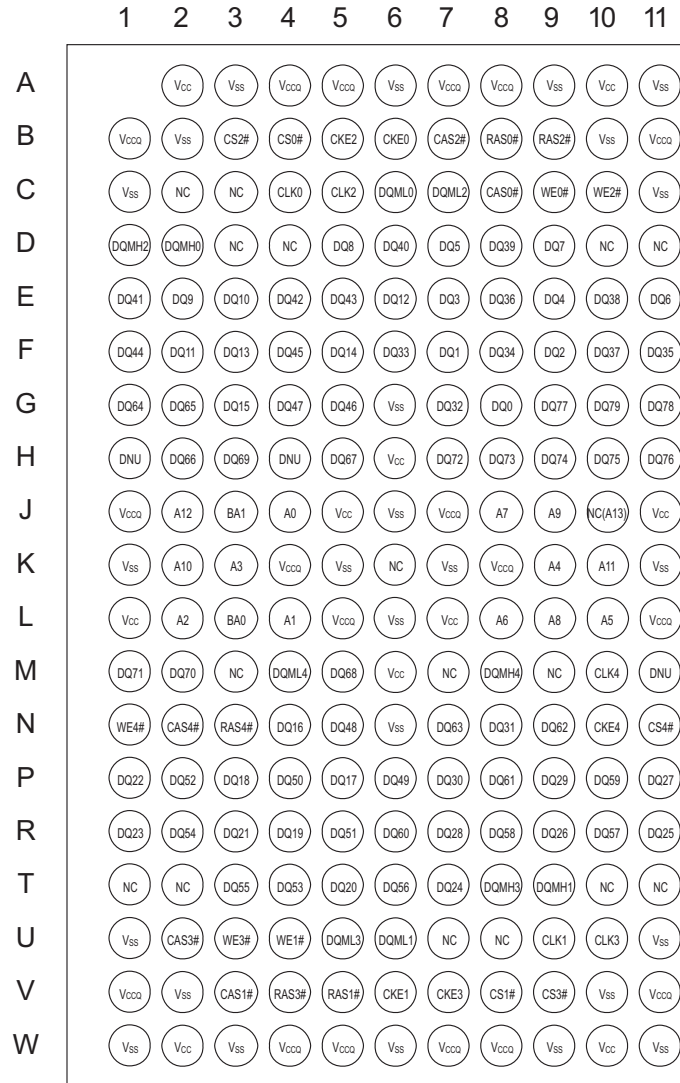 1 2 3 4 5 6 7 8 9 10 11
A VCC VSS VCCQ VCCQ VSS VCCQ VCCQ VSS VCC VSS
B VCCQ VSS CS2# CS0# CKE2 CKE0 CAS2# RAS0# RAS2# VSS VCCQ
C VSS NC NC CLK0 CLK2 DQML0 DQML2 CAS0# WE0# WE2# VSS
D DQMH2 DQMH0 NC NC DQ8 DQ40 DQ5 DQ39 DQ7 NC NC
E DQ41 DQ9 DQ10 DQ42 DQ43 DQ12 DQ3 DQ36 DQ4 DQ38 DQ6
F DQ44 DQ11 DQ13 DQ45 DQ14 DQ33 DQ1 DQ34 DQ2 DQ37 DQ35
G DQ64 DQ65 DQ15 DQ47 DQ46 VSS DQ32 DQ0 DQ77 DQ79 DQ78
H DNU DQ66 DQ69 DNU DQ67 VCC DQ72 DQ73 DQ74 DQ75 DQ76
J VCCQ A12 BA1 A0 VCC VSS VCCQ A7 A9 NC(A13) VCC
K VSS A10 A3 VCCQ VSS NC VSS VCCQ A4 A11 VSS
L VCC A2 BA0 A1 VCCQ VSS VCC A6 A8 A5 VCCQ
M DQ71 DQ70 NC DQML4 DQ68 VCC NC DQMH4 NC CLK4 DNU
N WE4# CAS4# RAS4# DQ16 DQ48 VSS DQ63 DQ31 DQ62 CKE4 CS4#
P DQ22 DQ52 DQ18 DQ50 DQ17 DQ49 DQ30 DQ61 DQ29 DQ59 DQ27
R DQ23 DQ54 DQ21 DQ19 DQ51 DQ60 DQ28 DQ58 DQ26 DQ57 DQ25
T NC NC DQ55 DQ53 DQ20 DQ56 DQ24 DQMH3 DQMH1 NC NC
U VSS CAS3# WE3# WE1# DQML3 DQML1 NC NC CLK1 CLK3 VSS
V VCCQ VSS CAS1# RAS3# RAS1# CKE1 CKE3 CS1# CS3# VSS VCCQ
W VSS VCC VSS VCCQ VCCQ VSS VCCQ VCCQ VSS VCC VSS